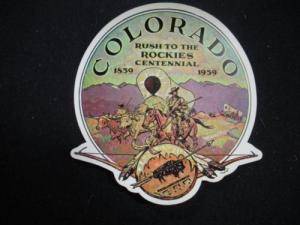 COLORADO
RUSH TO THE
ROCKIES
CENTENNIAL
1859 1959